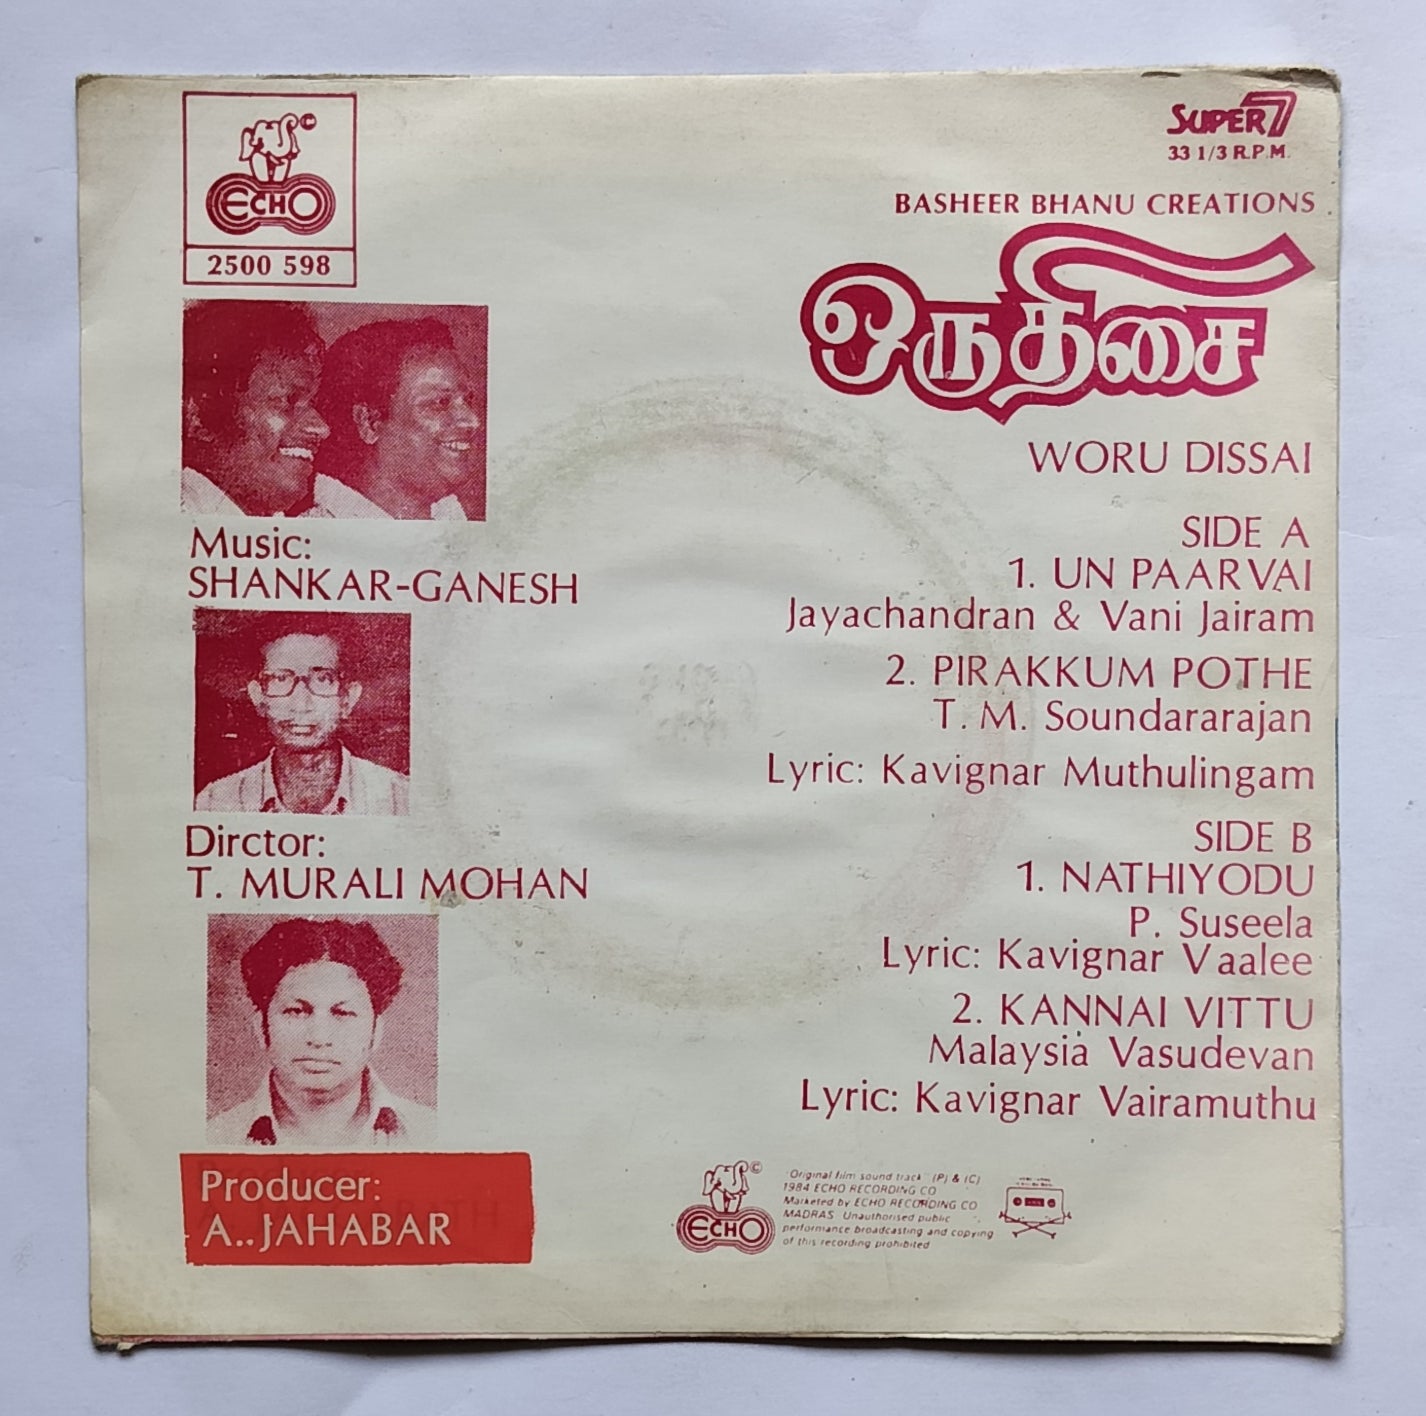 ECHO ©
2500 598
SUPER 7
33 1/3 R.P.M.
BASHEER BHANU CREATIONS
ஒரு திசை
WORU DISSAI
Music:
SHANKAR-GANESH
Dirctor:
T. MURALI MOHAN
Producer:
A.. JAHABAR
SIDE A
1. UN PAARVAI
Jayachandran & Vani Jairam
2. PIRAKKUM POTHE
T. M. Soundararajan
Lyric: Kavignar Muthulingam
SIDE B
1. NATHIYODU
P. Suseela
Lyric: Kavignar Vaalee
2. KANNAI VITTU
Malaysia Vasudevan
Lyric: Kavignar Vairamuthu
ECHO ©
"Original film sound track" (P) & (C)
1984 ECHO RECORDING CO
Marketed by ECHO RECORDING CO
MADRAS Unauthorised public
performance broadcasting and copying
of this recording prohibited